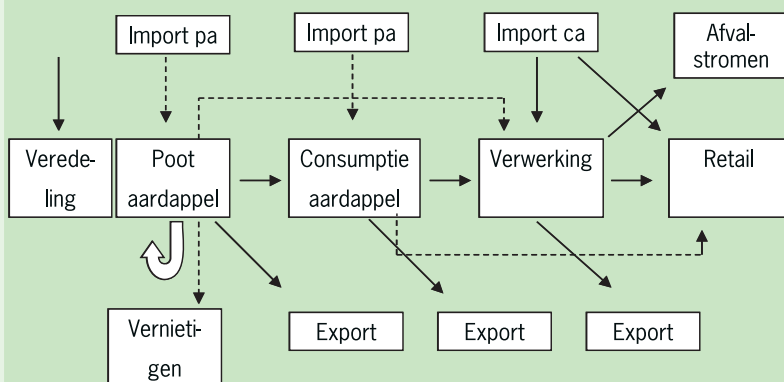 Import pa
Import pa
Import ca
Afval-
stromen
Verede-
ling
Poot
aardappel
Consumptie
aardappel
Verwerking
Retail
Vernieti-
gen
Export
Export
Export